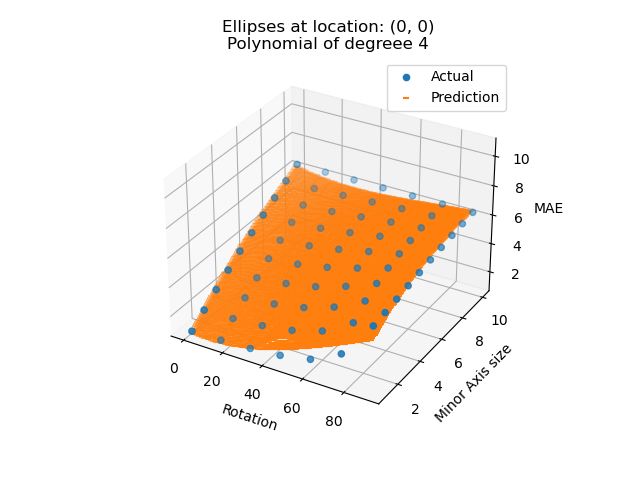 Ellipses at location: (0, 0)
Polynomial of degreee 4
Actual
Prediction
10
8
6
4
2
MAE
10
8
6
4
2
Minor Axis size
0
20
40
60
80
Rotation